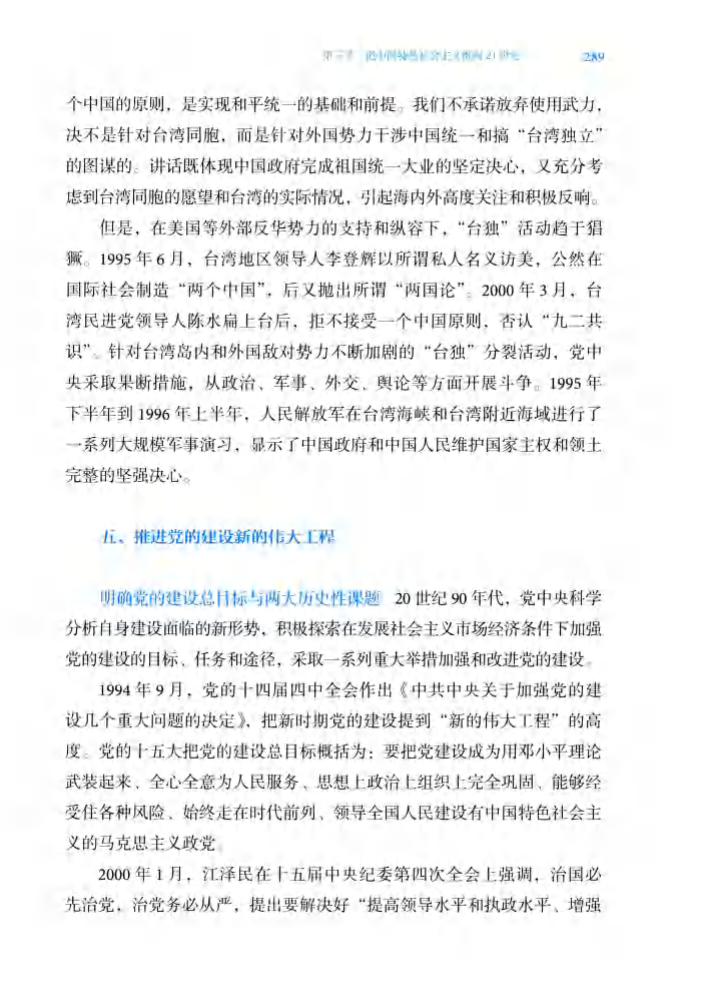 把中国特色社会主义推向21世纪 289
个中国的原则，是实现和平统一的基础和前提。我们不承诺放弃使用武力，
决不是针对台湾同胞，而是针对外国势力干涉中国统一和搞“台湾独立”
的图谋的。讲话既体现中国政府完成祖国统一大业的坚定决心，又充分考
虑到台湾同胞的愿望和台湾的实际情况，引起海内外高度关注和积极反响。
但是，在美国等外部反华势力的支持和纵容下，“台独”活动趋于猖
獗。1995年6月，台湾地区领导人李登辉以所谓私人名义访美，公然在
国际社会制造“两个中国”，后又抛出所谓“两国论”。2000年3月，台
湾民进党领导人陈水扁上台后，拒不接受一个中国原则，否认“九二共
识”。针对台湾岛内和外国敌对势力不断加剧的“台独”分裂活动，党中
央采取果断措施，从政治、军事、外交、舆论等方面开展斗争。1995年
下半年到1996年上半年，人民解放军在台湾海峡和台湾附近海域进行了
一系列大规模军事演习，显示了中国政府和中国人民维护国家主权和领土
完整的坚强决心。
五、推进党的建设新的伟大工程
明确党的建设总目标与两大历史性课题 20世纪90年代，党中央科学
分析自身建设面临的新形势，积极探索在发展社会主义市场经济条件下加强
党的建设的目标、任务和途径，采取一系列重大举措加强和改进党的建设。
1994年9月，党的十四届四中全会作出《中共中央关于加强党的建
设几个重大问题的决定》，把新时期党的建设提到“新的伟大工程”的高
度。党的十五大把党的建设总目标概括为：要把党建设成为用邓小平理论
武装起来、全心全意为人民服务、思想上政治上组织上完全巩固、能够经
受住各种风险、始终走在时代前列、领导全国人民建设有中国特色社会主
义的马克思主义政党。
2000年1月，江泽民在十五届中央纪委第四次全会上强调，治国必
先治党，治党务必从严，提出要解决好“提高领导水平和执政水平、增强